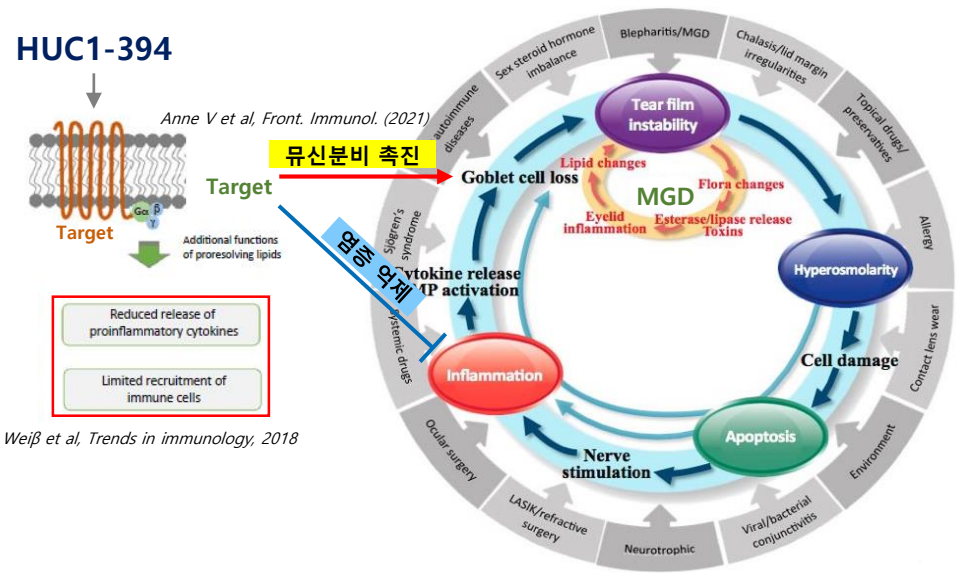 HUC1-394
Anne V et al, Front. Immunol. (2021)
뮤신분비 촉진
Target
Target
Gα
β
γ
Additional functions
of proresolving lipids
염증 억제
Reduced release of
proinflammatory cytokines
Limited recruitment of
immune cells
Weiβ et al, Trends in immunology, 2018
Blepharitis/MGD
Chalasis/lid margin
irregularities
Topical drugs/
preservatives
Allergy
Contact lens wear
Environment
Viral/bacterial
conjunctivitis
Neurotrophic
LASIK/refractive
surgery
Ocular surgery
Systemic drugs
Sjögren's
syndrome
autoimmune
diseases
Sex steroid hormone
imbalance
Tear film
instability
Lipid changes
Flora changes
MGD
Eyelid
inflammation
Esterase/lipase release
Toxins
Goblet cell loss
Hyperosmolarity
Cell damage
Apoptosis
Nerve
stimulation
Inflammation
Cytokine release
MP activation